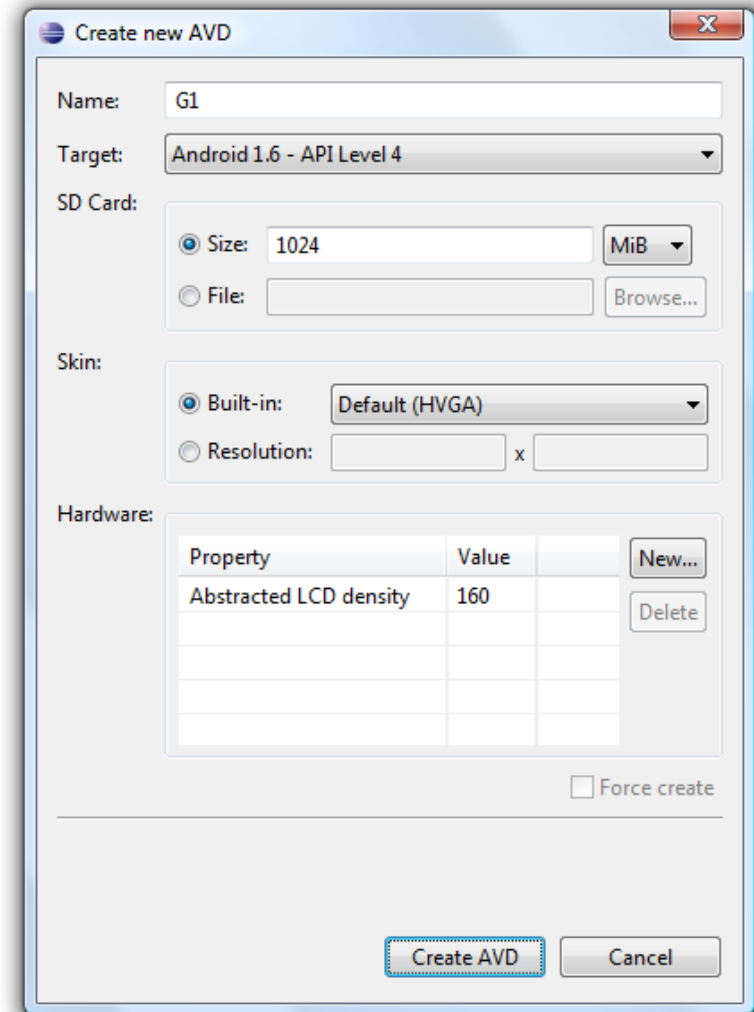 Create new AVD
Name: G1
Target: Android 1.6 - API Level 4
SD Card:
Size: 1024 MiB
File: Browse...
Skin:
Built-in: Default (HVGA)
Resolution: x
Hardware:
Property Value New...
Abstracted LCD density 160
Delete
Force create
Create AVD Cancel